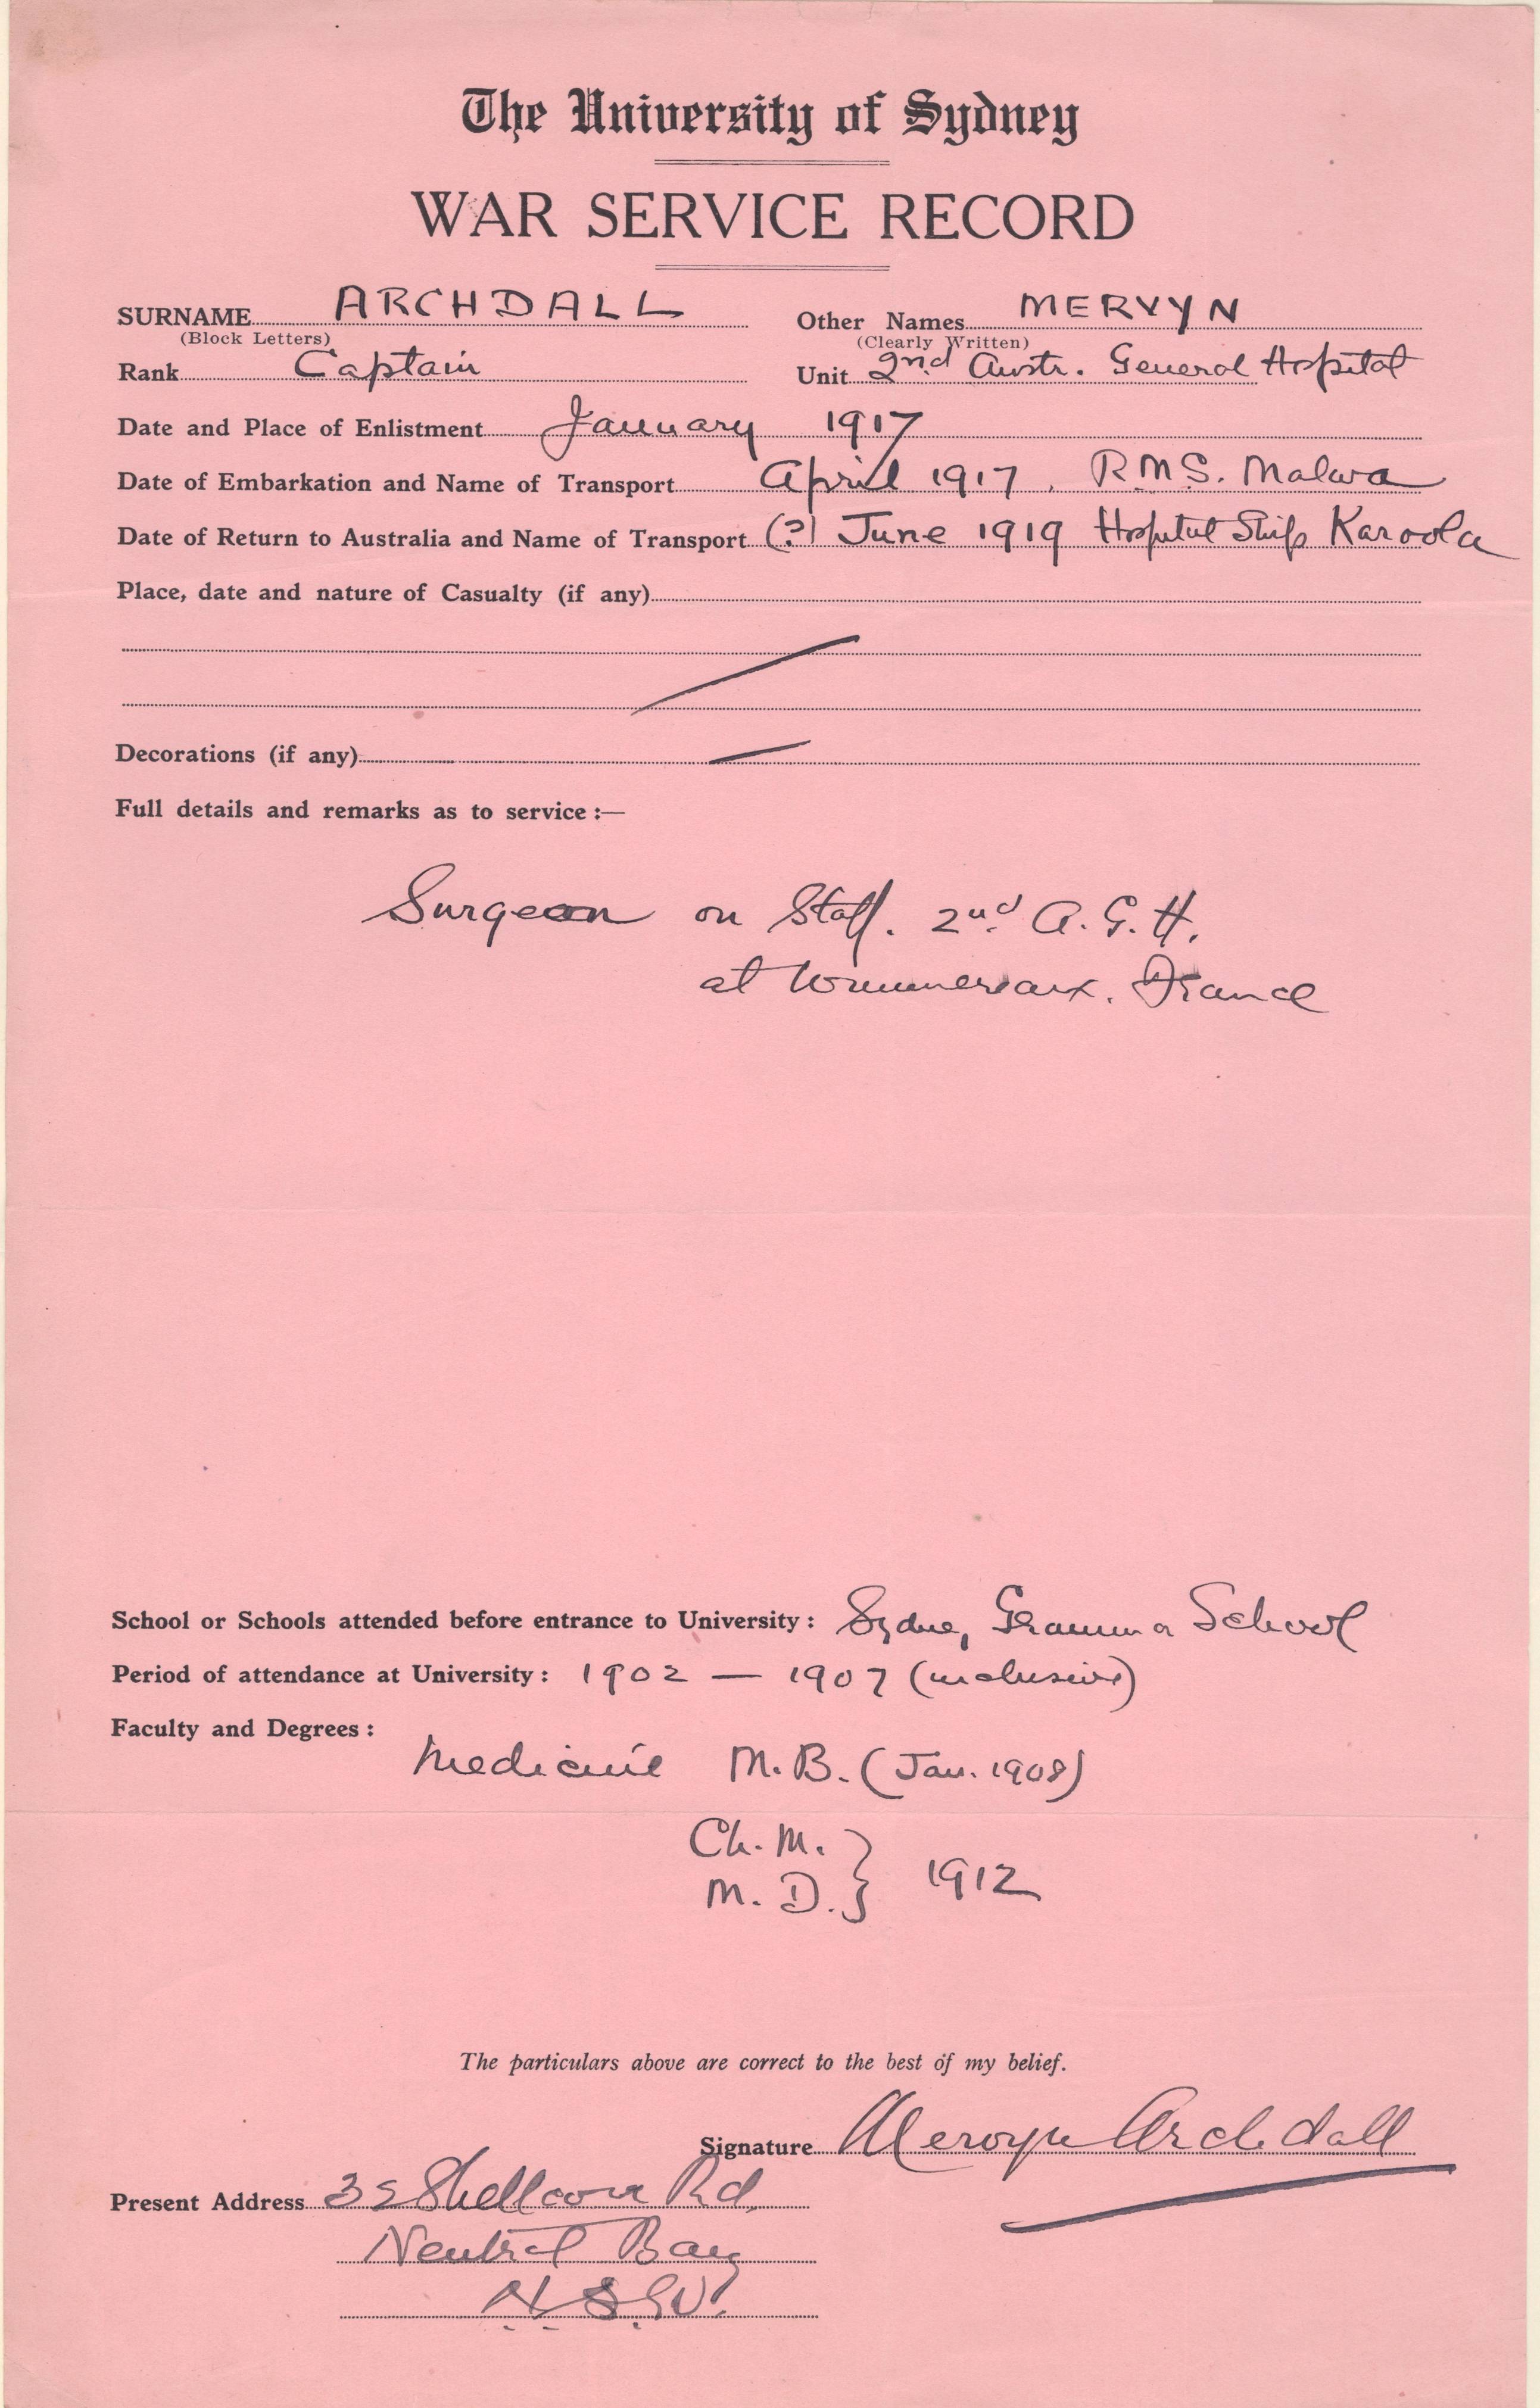 The University of Sydney
WAR SERVICE RECORD
SURNAME ARCHDALL Other Names MERVYN
(Block Letters) (Clearly Written)
Rank Captain Unit 2nd Austr. General Hospital
Date and Place of Enlistment January 1917
Date of Embarkation and Name of Transport April 1917, R.M.S. Malwa
Date of Return to Australia and Name of Transport (?) June 1919 Hospital Ship Karoola
Place, date and nature of Casualty (if any)
Decorations (if any) —
Full details and remarks as to service :—
Surgeon on Staff. 2nd A. G. H.
at Wimmereaux. France
School or Schools attended before entrance to University : Sydney Grammar School
Period of attendance at University : 1902 — 1907 (inclusive)
Faculty and Degrees :
Medicine M.B. (Jan. 1908)
Ch. M. }
M. D. } 1912
The particulars above are correct to the best of my belief.
Signature Mervyn Archdall
Present Address Shellcove Rd.
Neutral Bay
N.S.W.